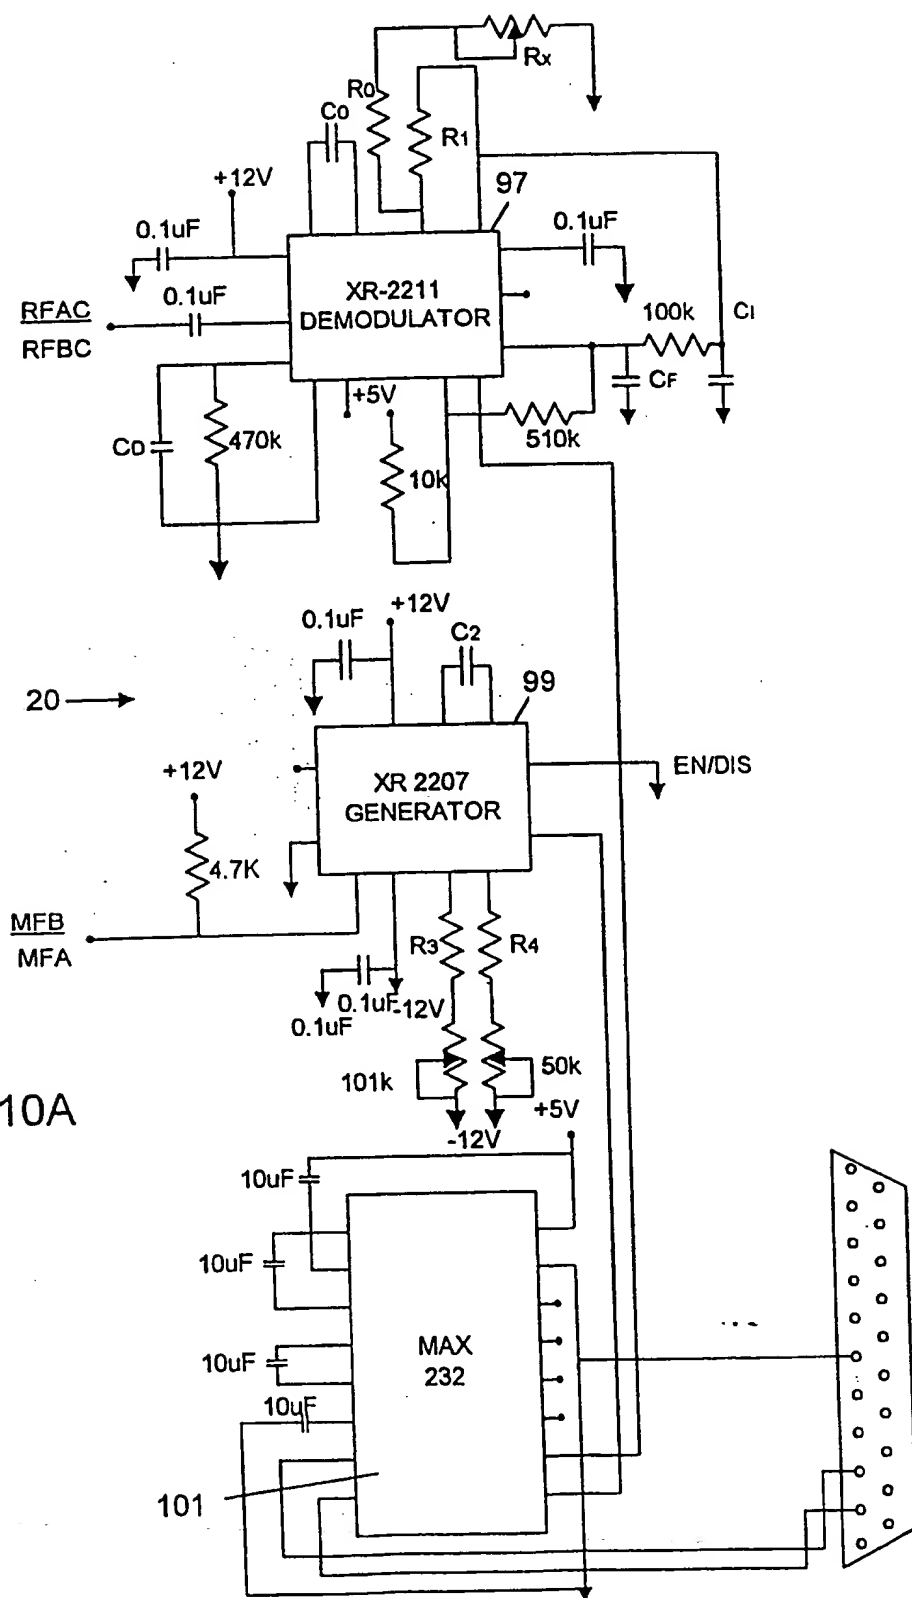 Rx
R0
C0
R1
97
+12V
0.1uF
0.1uF
XR-2211
DEMODULATOR
0.1uF
RFAC
RFBC
100k
CI
CF
+5V
CD
470k
510k
10k
+12V
0.1uF
C2
99
20
EN/DIS
+12V
XR 2207
GENERATOR
4.7K
MFB
MFA
R3
R4
0.1uF
-12V
0.1uF
101k
50k
10A
+5V
-12V
10uF
10uF
MAX
232
10uF
10uF
101